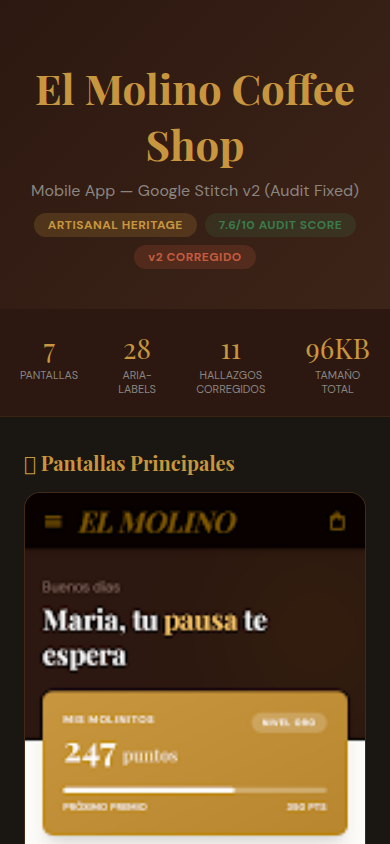 El Molino Coffee
Shop
Mobile App — Google Stitch v2 (Audit Fixed)
ARTISANAL HERITAGE
7.6/10 AUDIT SCORE
v2 CORREGIDO
7
PANTALLAS
28
ARIA-
LABELS
11
HALLAZGOS
CORREGIDOS
96KB
TAMAÑO
TOTAL
Pantallas Principales
EL MOLINO
Buenos días
Maria, tu pausa te
espera
MIS MOLINITOS
NIVEL ORO
247 puntos
PRÓXIMO PREMIO
350 PTS